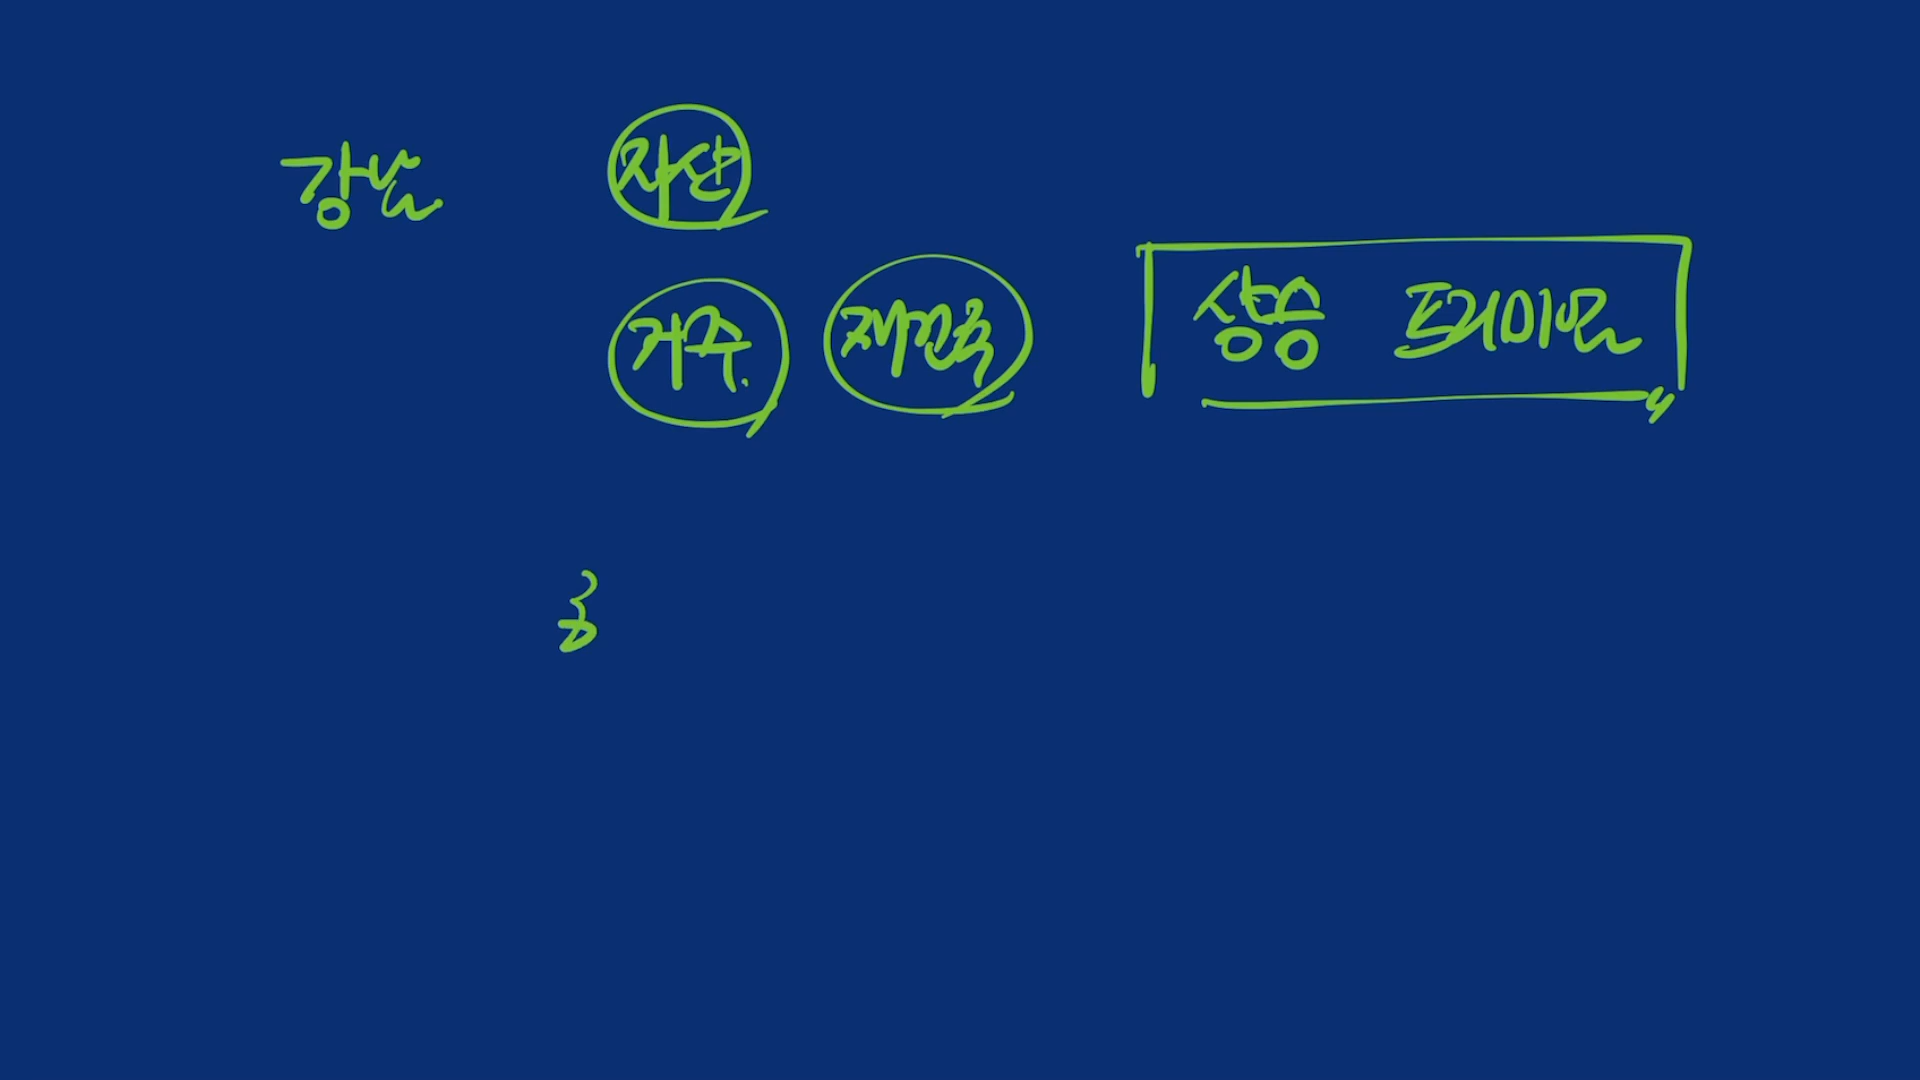 강남 자산
거주 재건축 상승 프리미엄